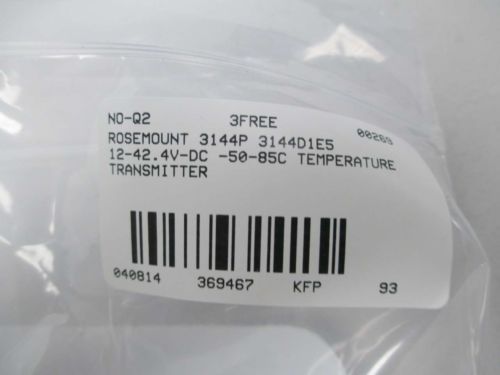 NO-Q2 3FREE 00269
ROSEMOUNT 3144P 3144D1E5
12-42.4V-DC -50-85C TEMPERATURE
TRANSMITTER
040814 369467 KFP 93